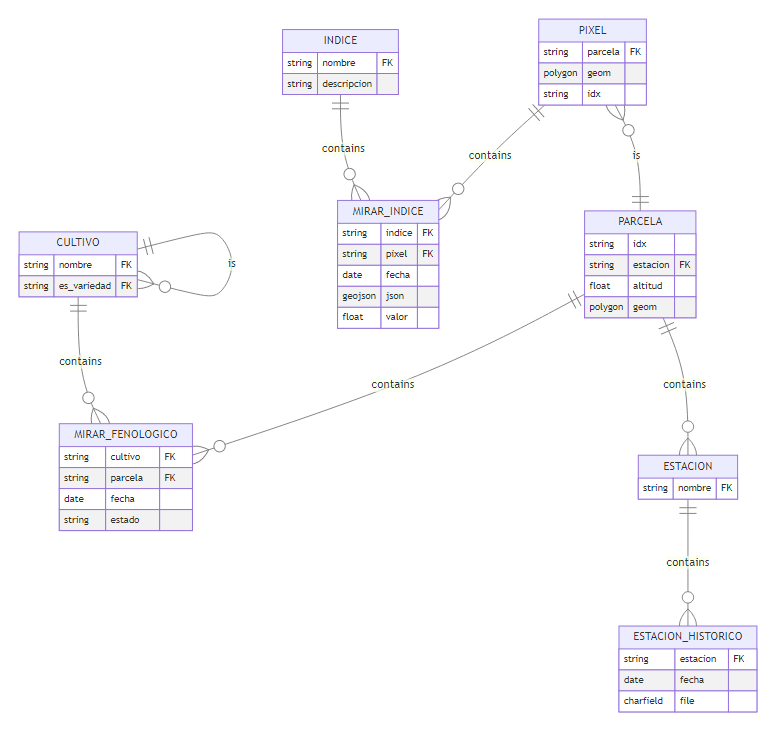 INDICE
string nombre FK
string descripcion
PIXEL
string parcela FK
polygon geom
string idx
contains
contains
is
MIRAR_INDICE
string indice FK
string pixel FK
date fecha
geojson json
float valor
PARCELA
string idx
string estacion FK
float altitud
polygon geom
CULTIVO
string nombre FK
string es_variedad FK
is
contains
contains
contains
MIRAR_FENOLOGICO
string cultivo FK
string parcela FK
date fecha
string estado
ESTACION
string nombre FK
contains
ESTACION_HISTORICO
string estacion FK
date fecha
charfield file